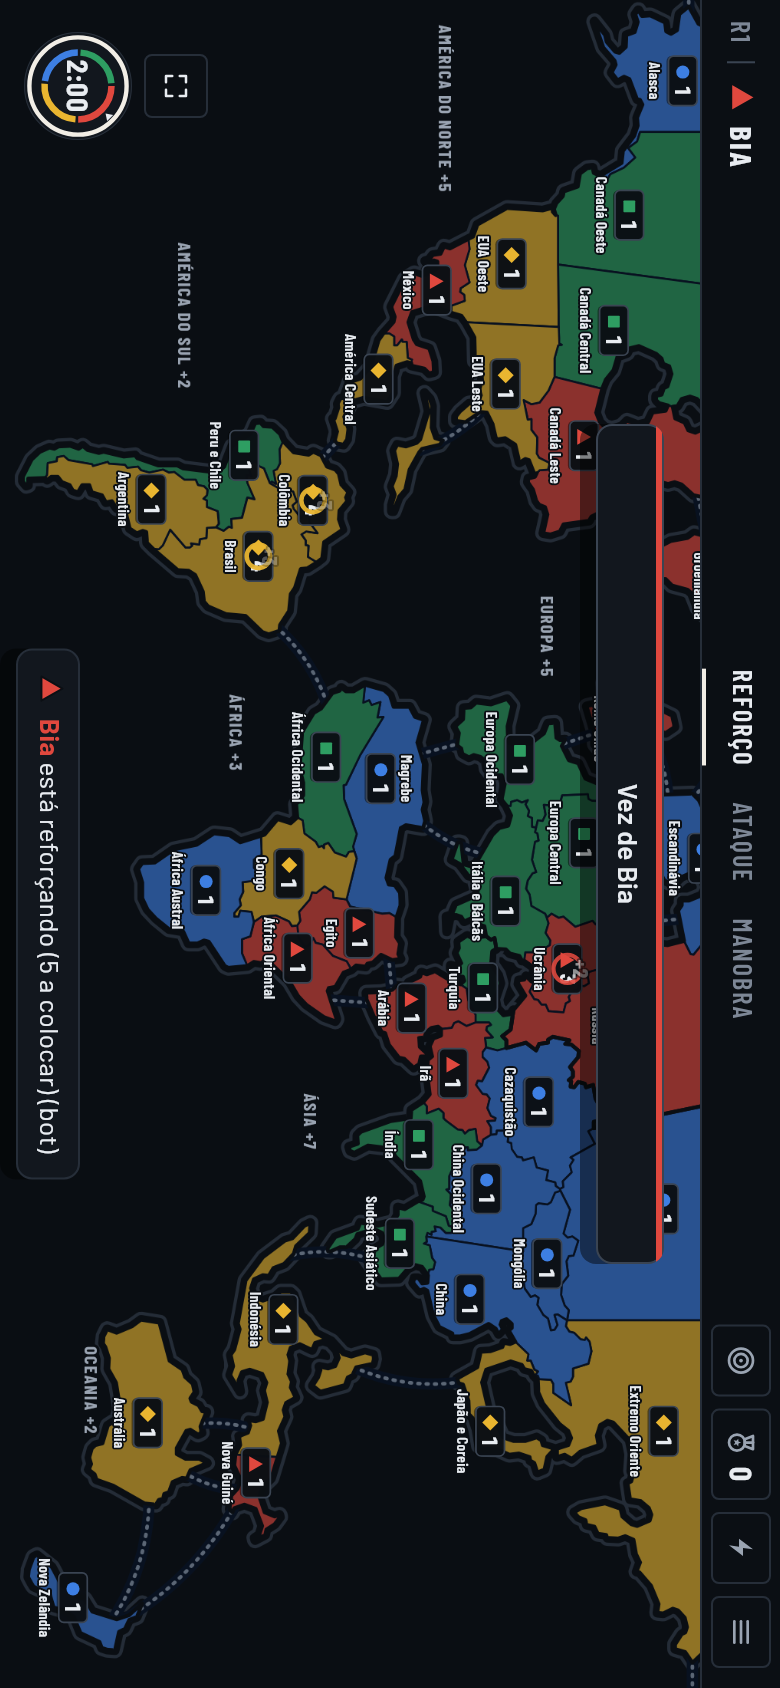 R1
BIA
REFORÇO
ATAQUE
MANOBRA
0
Alasca
1
Canadá Oeste
1
Canadá Central
1
Canadá Leste
1
Groenlândia
EUA Oeste
1
EUA Leste
1
México
1
América Central
1
AMÉRICA DO NORTE +5
AMÉRICA DO SUL +2
Colômbia
Peru e Chile
1
Brasil
Argentina
1
EUROPA +5
Vez de Bia
Escandinávia
Europa Ocidental
1
Europa Central
1
Itália e Bálcãs
1
Ucrânia
+2
Rússia
Turquia
1
ÁFRICA +3
África Ocidental
1
Magrebe
1
Congo
1
Egito
1
África Oriental
1
África Austral
1
ÁSIA +7
Arábia
1
Irã
1
Cazaquistão
1
China Ocidental
1
Mongólia
1
China
1
Índia
1
Sudeste Asiático
1
1
Extremo Oriente
1
Japão e Coreia
1
OCEANIA +2
Indonésia
1
Nova Guiné
1
Austrália
1
Nova Zelândia
1
2:00
Bia está reforçando (5 a colocar) (bot)